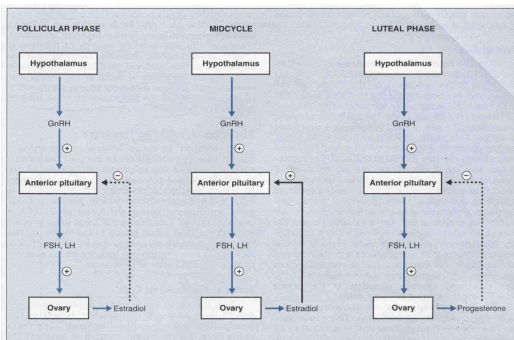 FOLLICULAR PHASE
Hypothalamus
GnRH
+
Anterior pituitary
−
FSH, LH
+
Ovary
Estradiol
MIDCYCLE
Hypothalamus
GnRH
+
Anterior pituitary
+
FSH, LH
+
Ovary
Estradiol
LUTEAL PHASE
Hypothalamus
GnRH
+
Anterior pituitary
−
FSH, LH
+
Ovary
Progesterone